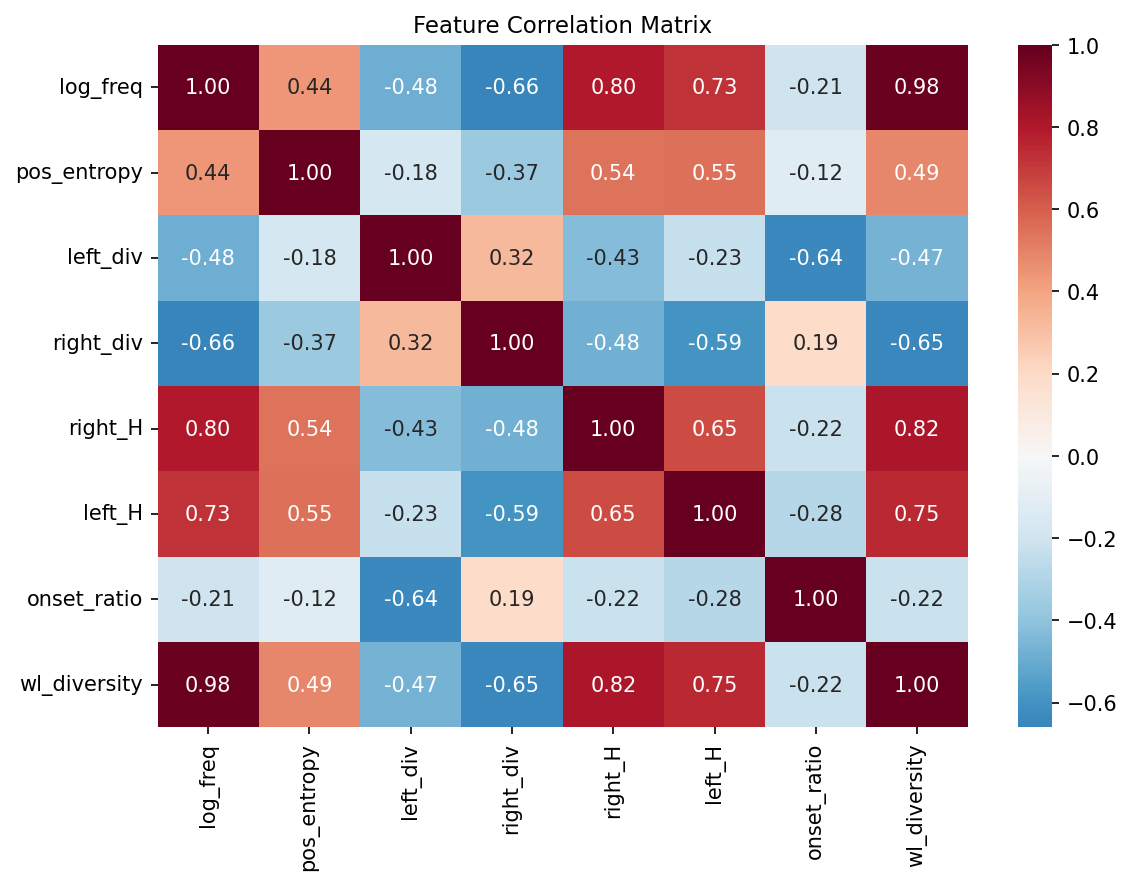 Feature Correlation Matrix
log_freq 1.00 0.44 -0.48 -0.66 0.80 0.73 -0.21 0.98
pos_entropy 0.44 1.00 -0.18 -0.37 0.54 0.55 -0.12 0.49
left_div -0.48 -0.18 1.00 0.32 -0.43 -0.23 -0.64 -0.47
right_div -0.66 -0.37 0.32 1.00 -0.48 -0.59 0.19 -0.65
right_H 0.80 0.54 -0.43 -0.48 1.00 0.65 -0.22 0.82
left_H 0.73 0.55 -0.23 -0.59 0.65 1.00 -0.28 0.75
onset_ratio -0.21 -0.12 -0.64 0.19 -0.22 -0.28 1.00 -0.22
wl_diversity 0.98 0.49 -0.47 -0.65 0.82 0.75 -0.22 1.00
log_freq pos_entropy left_div right_div right_H left_H onset_ratio wl_diversity
1.0
0.8
0.6
0.4
0.2
0.0
−0.2
−0.4
−0.6